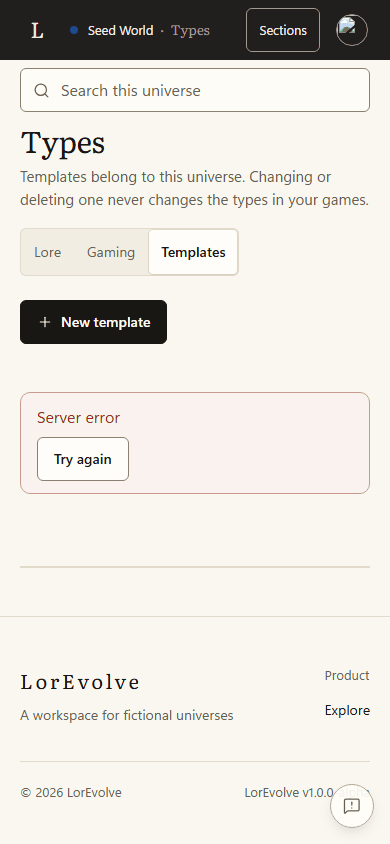 L
Seed World · Types
Sections
Search this universe
Types
Templates belong to this universe. Changing or
deleting one never changes the types in your games.
Lore
Gaming
Templates
New template
Server error
Try again
LorEvolve
A workspace for fictional universes
Product
Explore
© 2026 LorEvolve
LorEvolve v1.0.0